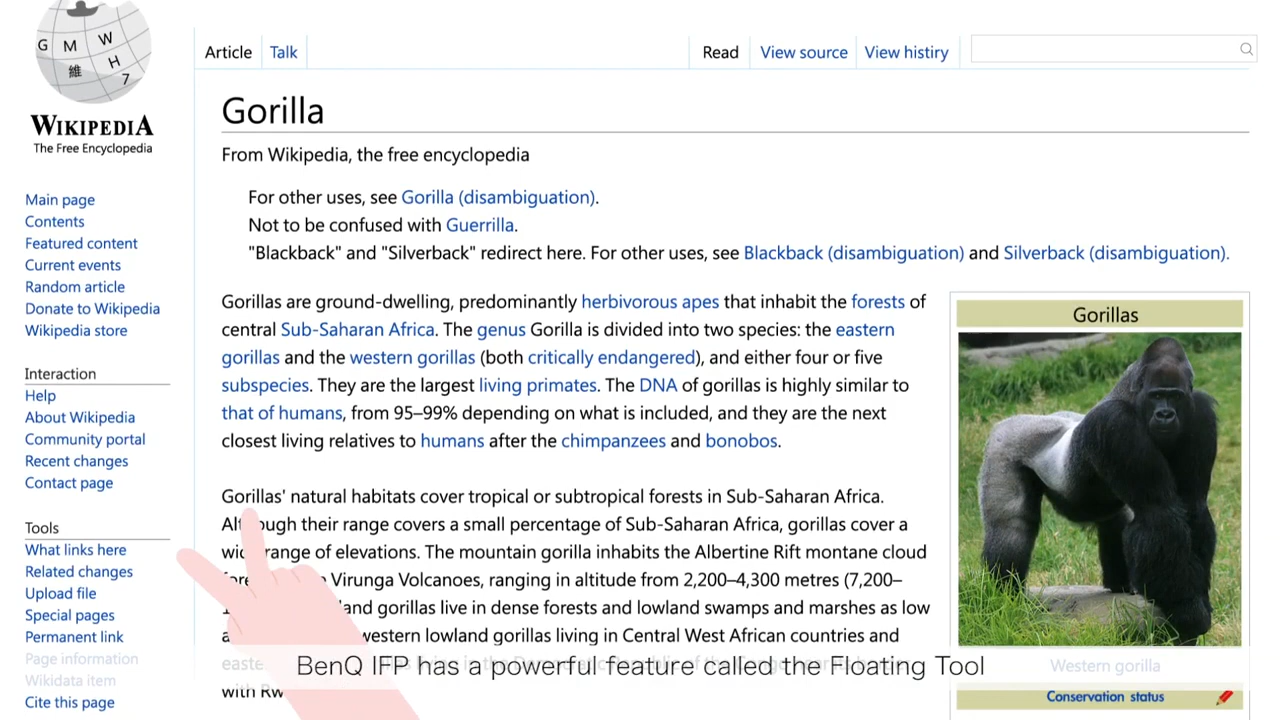 G M W
維 H
7
WIKIPEDIA
The Free Encyclopedia
Main page
Contents
Featured content
Current events
Random article
Donate to Wikipedia
Wikipedia store
Interaction
Help
About Wikipedia
Community portal
Recent changes
Contact page
Tools
What links here
Related changes
Upload file
Special pages
Permanent link
Page information
Wikidata item
Cite this page
Article Talk
Read View source View histiry
Gorilla
From Wikipedia, the free encyclopedia
For other uses, see Gorilla (disambiguation).
Not to be confused with Guerrilla.
"Blackback" and "Silverback" redirect here. For other uses, see Blackback (disambiguation) and Silverback (disambiguation).
Gorillas are ground-dwelling, predominantly herbivorous apes that inhabit the forests of
central Sub-Saharan Africa. The genus Gorilla is divided into two species: the eastern
gorillas and the western gorillas (both critically endangered), and either four or five
subspecies. They are the largest living primates. The DNA of gorillas is highly similar to
that of humans, from 95–99% depending on what is included, and they are the next
closest living relatives to humans after the chimpanzees and bonobos.
Gorillas' natural habitats cover tropical or subtropical forests in Sub-Saharan Africa.
Although their range covers a small percentage of Sub-Saharan Africa, gorillas cover a
range of elevations. The mountain gorilla inhabits the Albertine Rift montane cloud
Virunga Volcanoes, ranging in altitude from 2,200–4,300 metres (7,200–
gorillas live in dense forests and lowland swamps and marshes as low
western lowland gorillas living in Central West African countries and
with
Gorillas
Western gorilla
Conservation status
BenQ IFP has a powerful feature called the Floating Tool